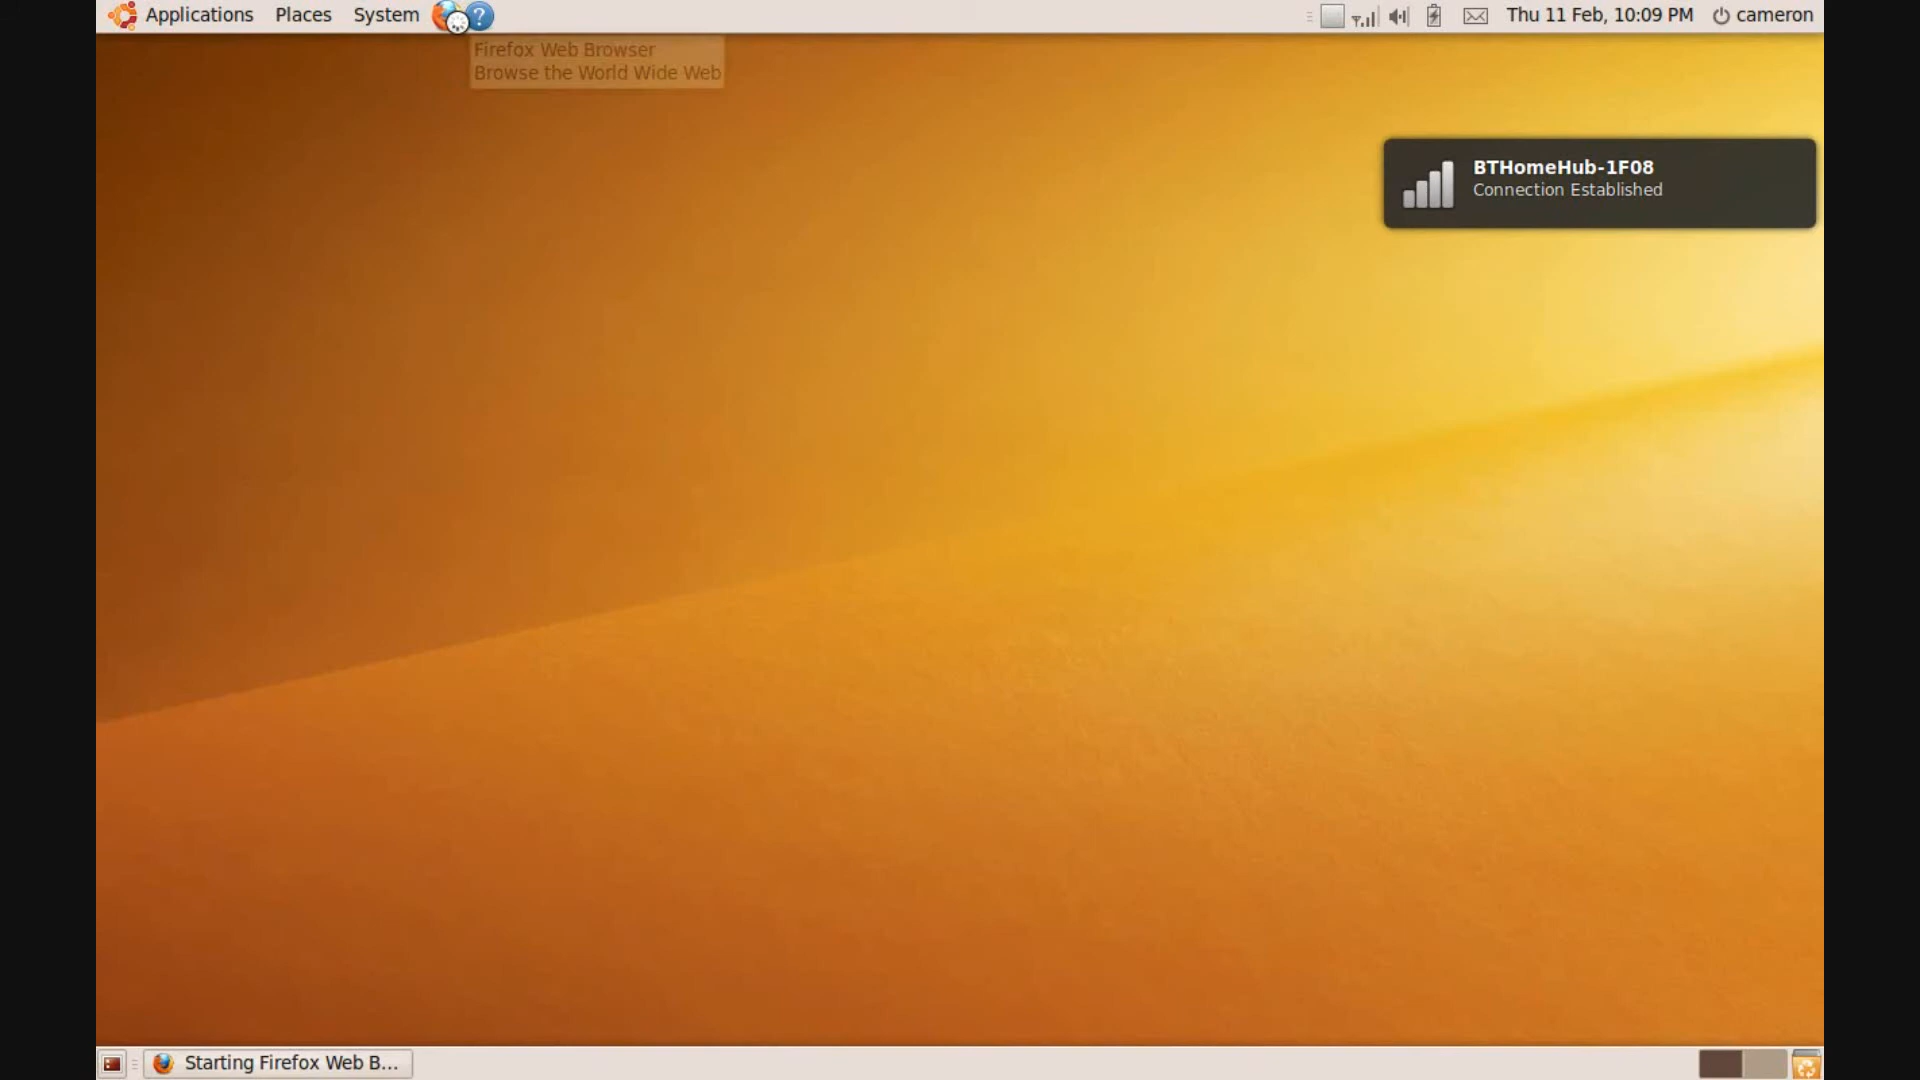 Applications Places System
Thu 11 Feb, 10:09 PM cameron
Firefox Web Browser
Browse the World Wide Web
BTHomeHub-1F08
Connection Established
Starting Firefox Web B...